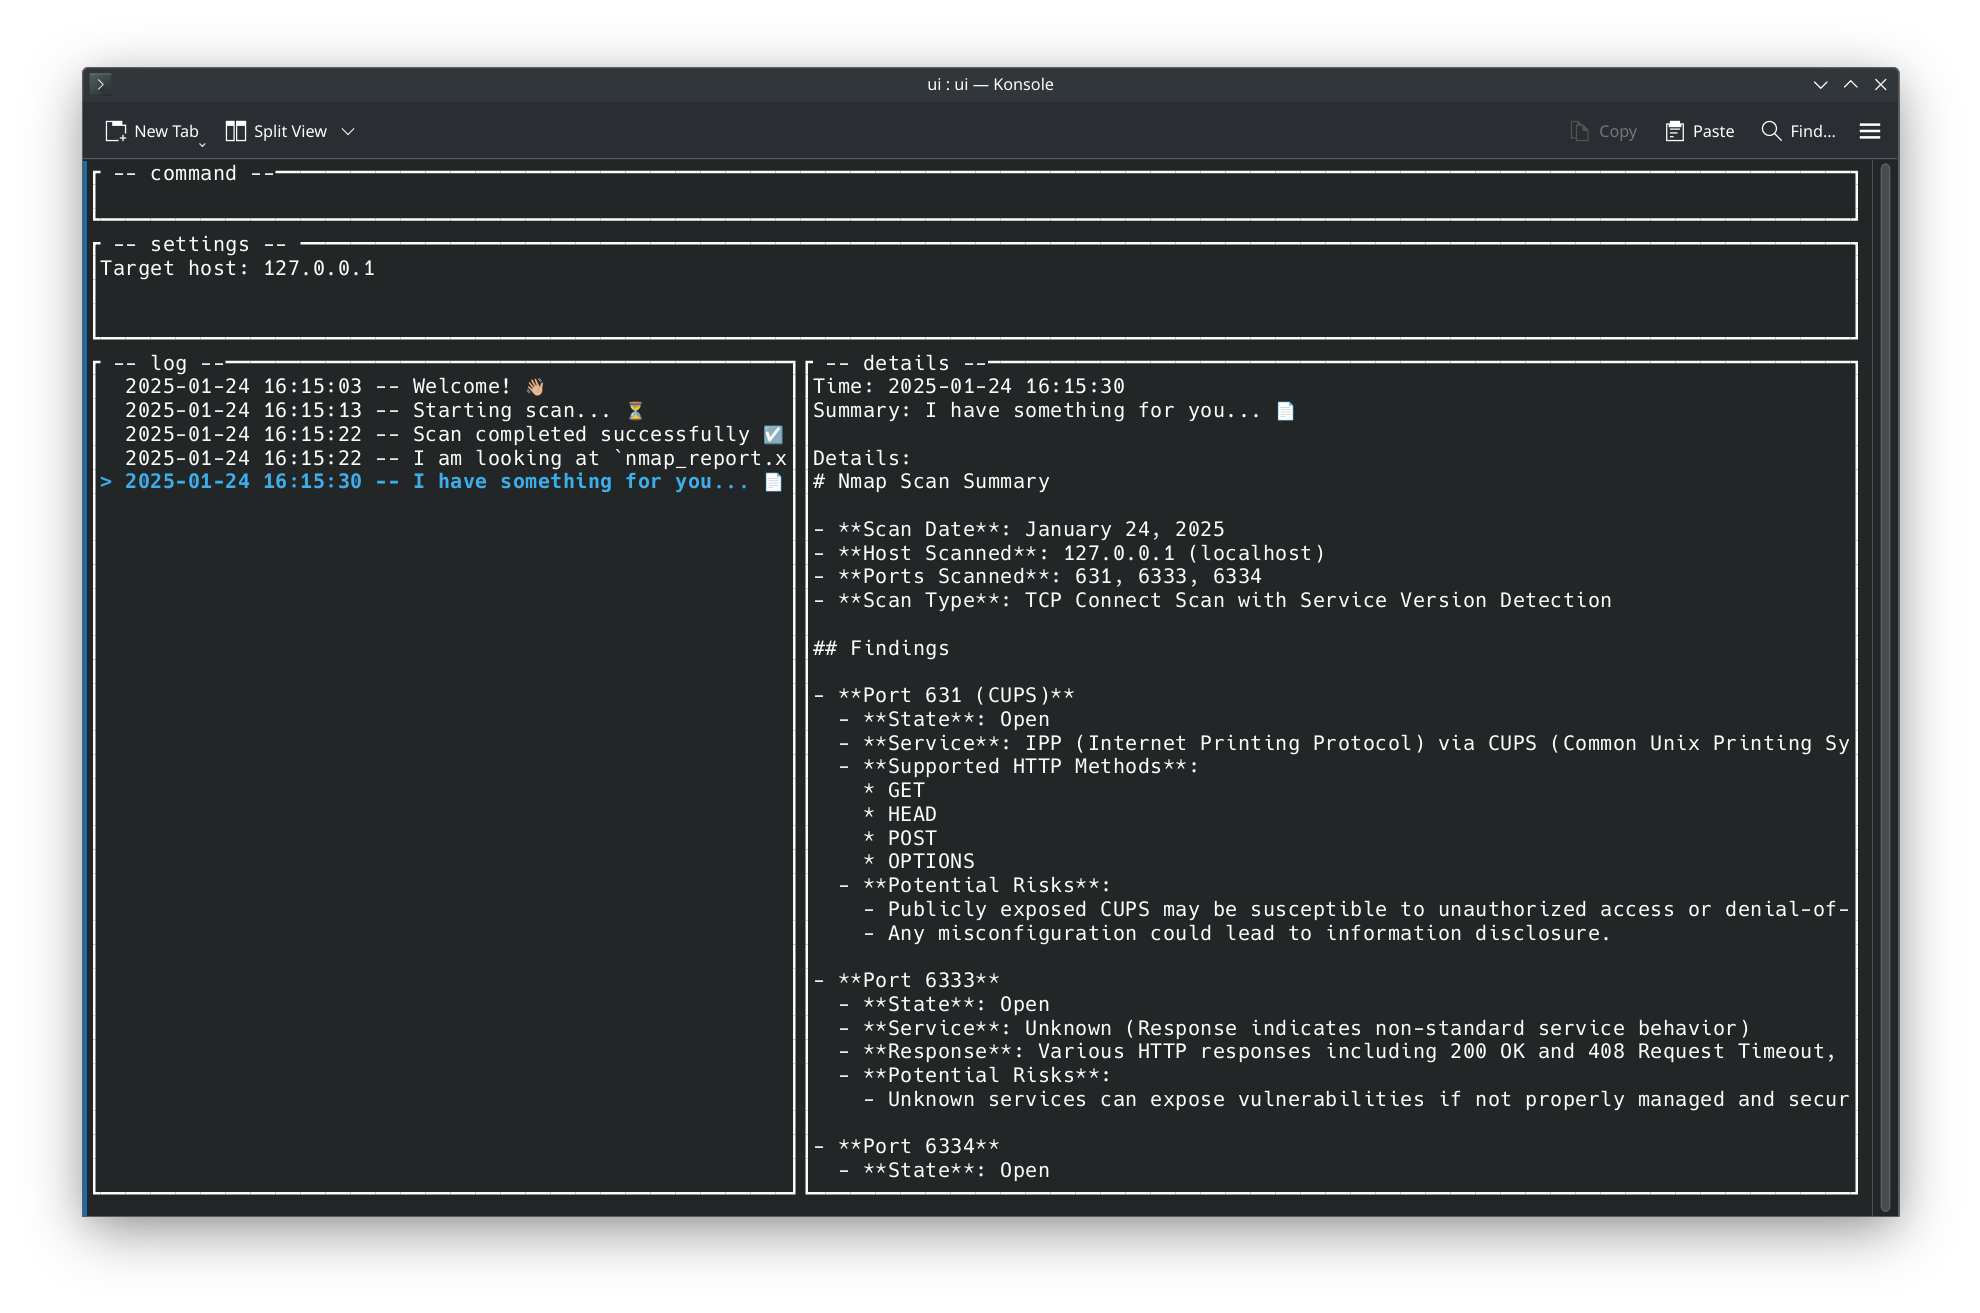 ui : ui — Konsole
New Tab
Split View
Copy
Paste
Find...
-- command --
-- settings --
Target host: 127.0.0.1
-- log --
2025-01-24 16:15:03 -- Welcome! 👋🏼
2025-01-24 16:15:13 -- Starting scan... ⏳
2025-01-24 16:15:22 -- Scan completed successfully ☑️
2025-01-24 16:15:22 -- I am looking at `nmap_report.x
> 2025-01-24 16:15:30 -- I have something for you... 📄
-- details --
Time: 2025-01-24 16:15:30
Summary: I have something for you... 📄
Details:
# Nmap Scan Summary
- **Scan Date**: January 24, 2025
- **Host Scanned**: 127.0.0.1 (localhost)
- **Ports Scanned**: 631, 6333, 6334
- **Scan Type**: TCP Connect Scan with Service Version Detection
## Findings
- **Port 631 (CUPS)**
- **State**: Open
- **Service**: IPP (Internet Printing Protocol) via CUPS (Common Unix Printing Sy
- **Supported HTTP Methods**:
* GET
* HEAD
* POST
* OPTIONS
- **Potential Risks**:
- Publicly exposed CUPS may be susceptible to unauthorized access or denial-of-
- Any misconfiguration could lead to information disclosure.
- **Port 6333**
- **State**: Open
- **Service**: Unknown (Response indicates non-standard service behavior)
- **Response**: Various HTTP responses including 200 OK and 408 Request Timeout,
- **Potential Risks**:
- Unknown services can expose vulnerabilities if not properly managed and secur
- **Port 6334**
- **State**: Open